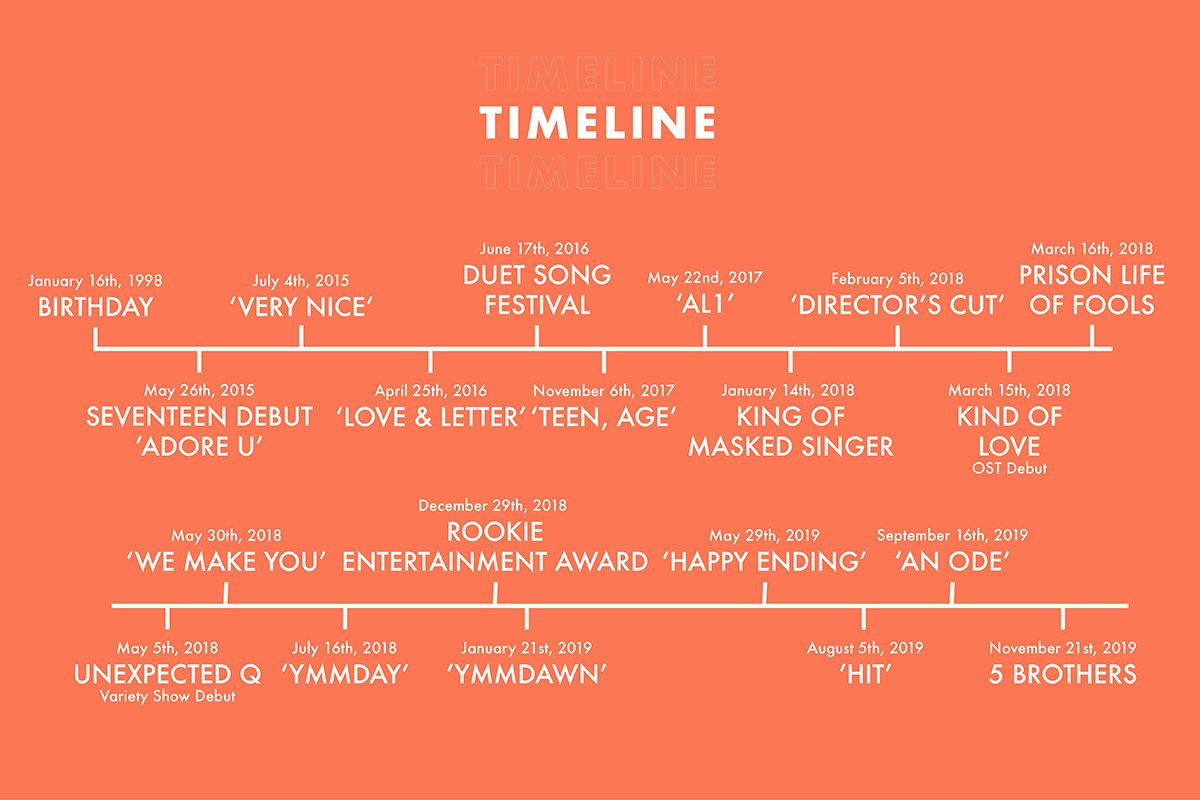 TIMELINE
TIMELINE
TIMELINE
January 16th, 1998
BIRTHDAY
May 26th, 2015
SEVENTEEN DEBUT
‘ADORE U’
July 4th, 2015
‘VERY NICE’
April 25th, 2016
‘LOVE & LETTER’
June 17th, 2016
DUET SONG
FESTIVAL
November 6th, 2017
‘TEEN, AGE’
May 22nd, 2017
‘AL1’
January 14th, 2018
KING OF
MASKED SINGER
February 5th, 2018
‘DIRECTOR’S CUT’
March 15th, 2018
KIND OF
LOVE
OST Debut
March 16th, 2018
PRISON LIFE
OF FOOLS
May 5th, 2018
UNEXPECTED Q
Variety Show Debut
May 30th, 2018
‘WE MAKE YOU’
July 16th, 2018
‘YMMDAY’
December 29th, 2018
ROOKIE
ENTERTAINMENT AWARD
January 21st, 2019
‘YMMDAWN’
May 29th, 2019
‘HAPPY ENDING’
August 5th, 2019
‘HIT’
September 16th, 2019
‘AN ODE’
November 21st, 2019
5 BROTHERS